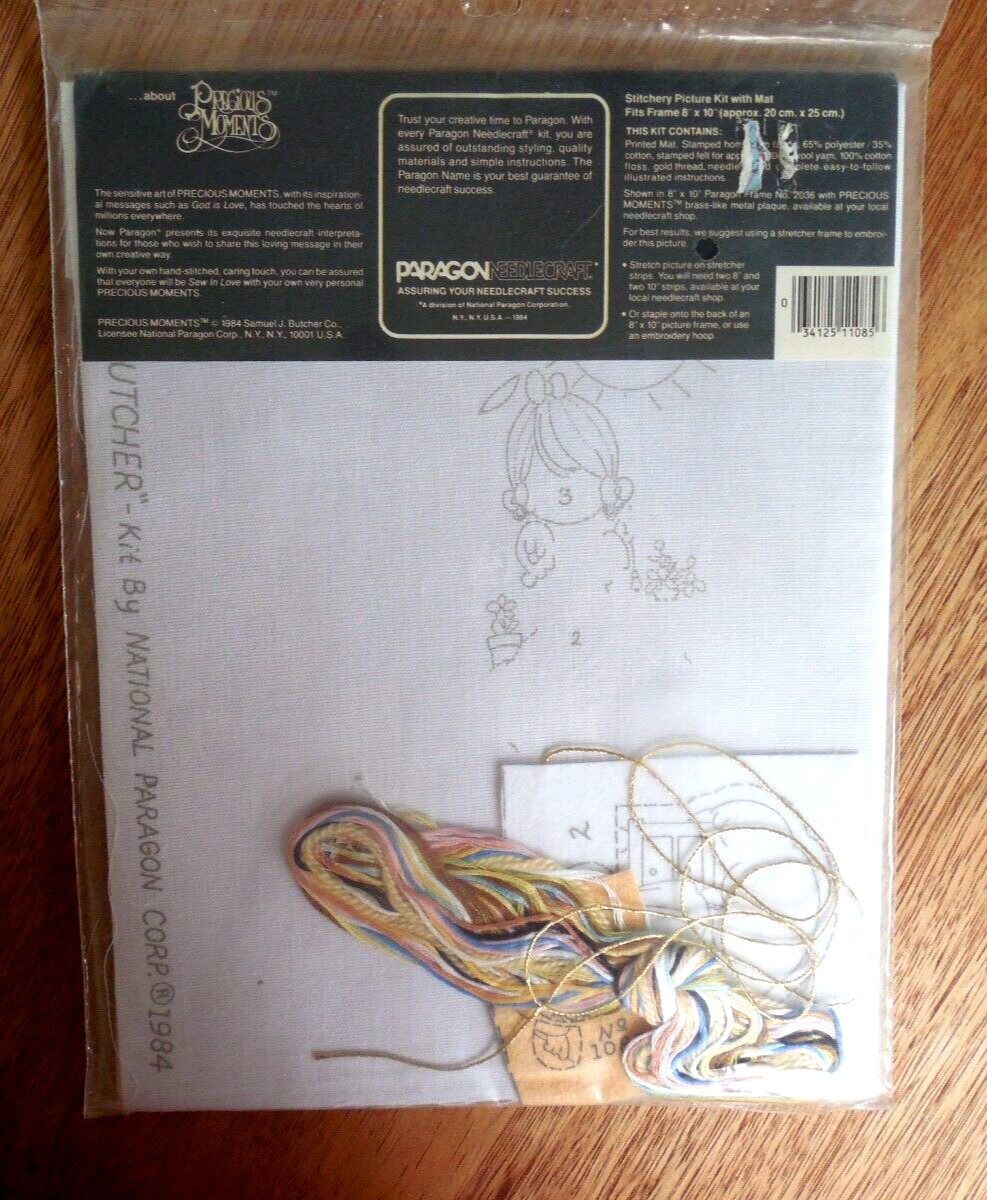 ...about PRECIOUS MOMENTS™
The sensitive art of PRECIOUS MOMENTS, with its inspiration-
al messages such as God is Love, has touched the hearts of
millions everywhere.
Now Paragon® presents its exquisite needlecraft interpreta-
tions for those who wish to share this loving message in their
own creative way.
With your own hand-stitched, caring touch, you can be assured
that everyone will be Sew In Love with your own very personal
PRECIOUS MOMENTS.
PRECIOUS MOMENTS™ © 1984 Samuel J. Butcher Co.,
Licensee National Paragon Corp., N.Y., N.Y., 10001 U.S.A.
Trust your creative time to Paragon. With
every Paragon Needlecraft® kit, you are
assured of outstanding styling, quality
materials and simple instructions. The
Paragon Name is your best guarantee of
needlecraft success.
PARAGON NEEDLECRAFT*
ASSURING YOUR NEEDLECRAFT SUCCESS
*A division of National Paragon Corporation,
N.Y., N.Y. U.S.A.—1984
Stitchery Picture Kit with Mat
Fits Frame 8" x 10" (approx. 20 cm. x 25 cm.)
THIS KIT CONTAINS:
Printed Mat, Stamped 65% polyester / 35%
cotton, stamped felt for wool yarn, 100% cotton
floss, gold thread, needle easy-to-follow
illustrated instructions.
Shown in 8" x 10" Paragon Frame No. 2036 with PRECIOUS
MOMENTS™ brass-like metal plaque, available at your local
needlecraft shop.
For best results, we suggest using a stretcher frame to embroi-
der this picture.
• Stretch picture on stretcher
strips. You will need two 8" and
two 10" strips, available at your
local needlecraft shop.
• Or staple onto the back of an
8" x 10" picture frame, or use
an embroidery hoop.
0 34125 11085
UTCHER" - Kit By NATIONAL PARAGON CORP. ® 1984
3
2
2
Nº
10